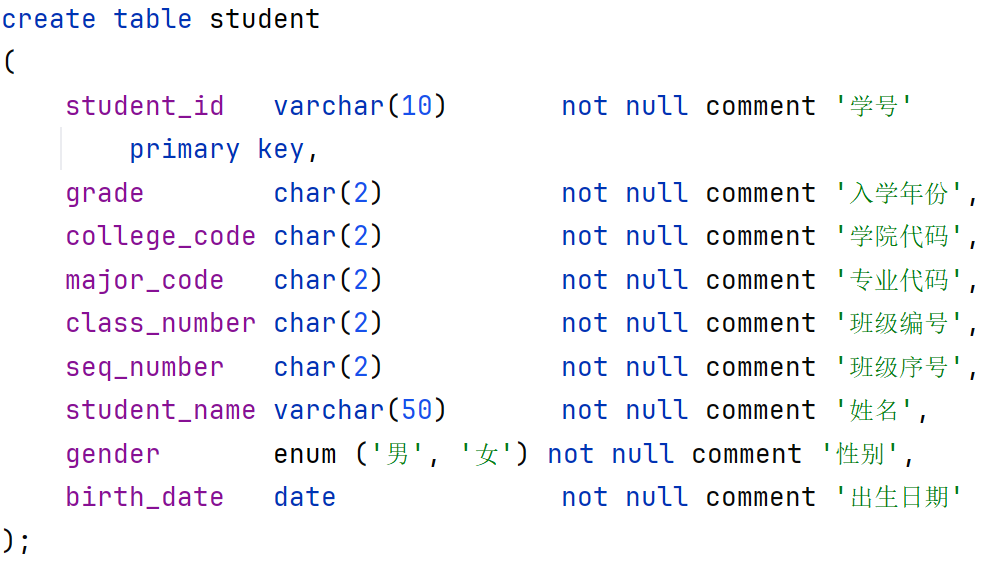 create table student
(
    student_id   varchar(10)       not null comment '学号'
        primary key,
    grade        char(2)           not null comment '入学年份',
    college_code char(2)           not null comment '学院代码',
    major_code   char(2)           not null comment '专业代码',
    class_number char(2)           not null comment '班级编号',
    seq_number   char(2)           not null comment '班级序号',
    student_name varchar(50)       not null comment '姓名',
    gender       enum ('男', '女') not null comment '性别',
    birth_date   date              not null comment '出生日期'
);